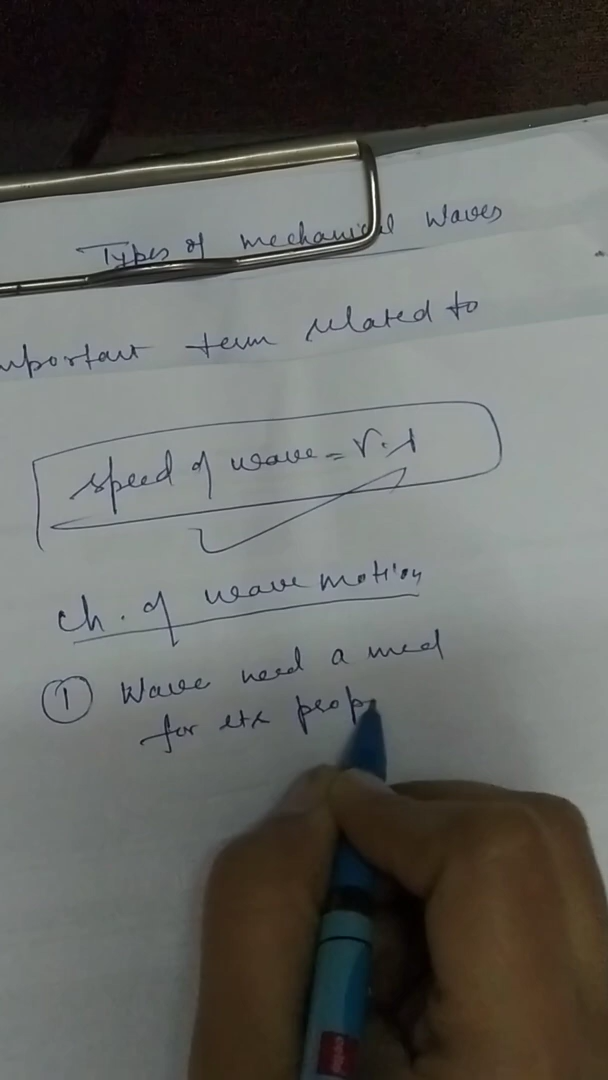 Types of mechanical waves
mportant term related to
speed of wave = ν.λ
ch. of wave motion
① Wave need a med
for its prop